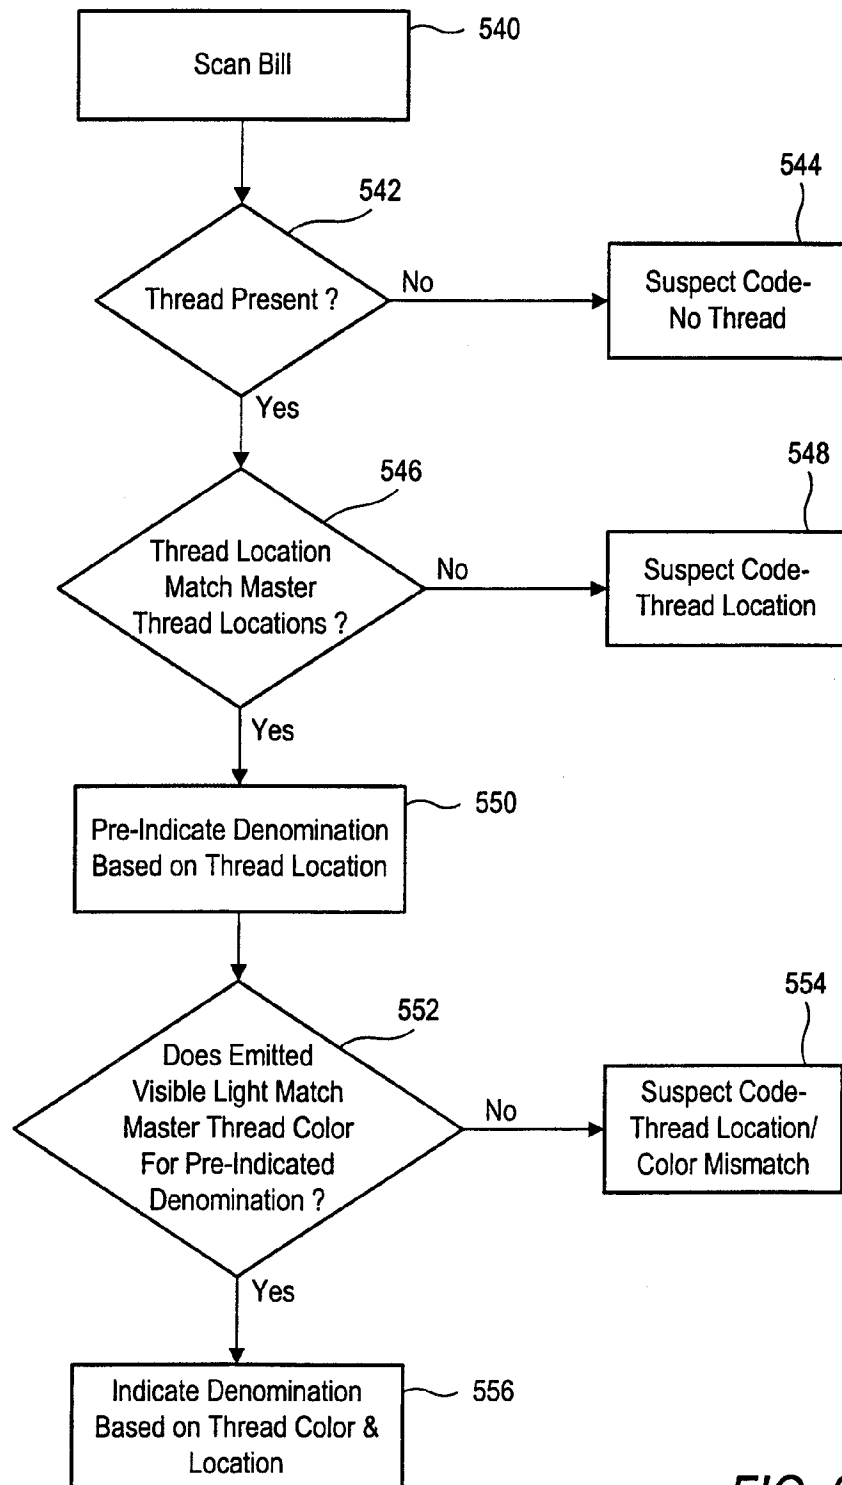 Scan Bill
540
542
Thread Present ?
No
544
Suspect Code-
No Thread
Yes
546
Thread Location
Match Master
Thread Locations ?
No
548
Suspect Code-
Thread Location
Yes
550
Pre-Indicate Denomination
Based on Thread Location
552
Does Emitted
Visible Light Match
Master Thread Color
For Pre-Indicated
Denomination ?
No
554
Suspect Code-
Thread Location/
Color Mismatch
Yes
556
Indicate Denomination
Based on Thread Color &
Location
FIG.